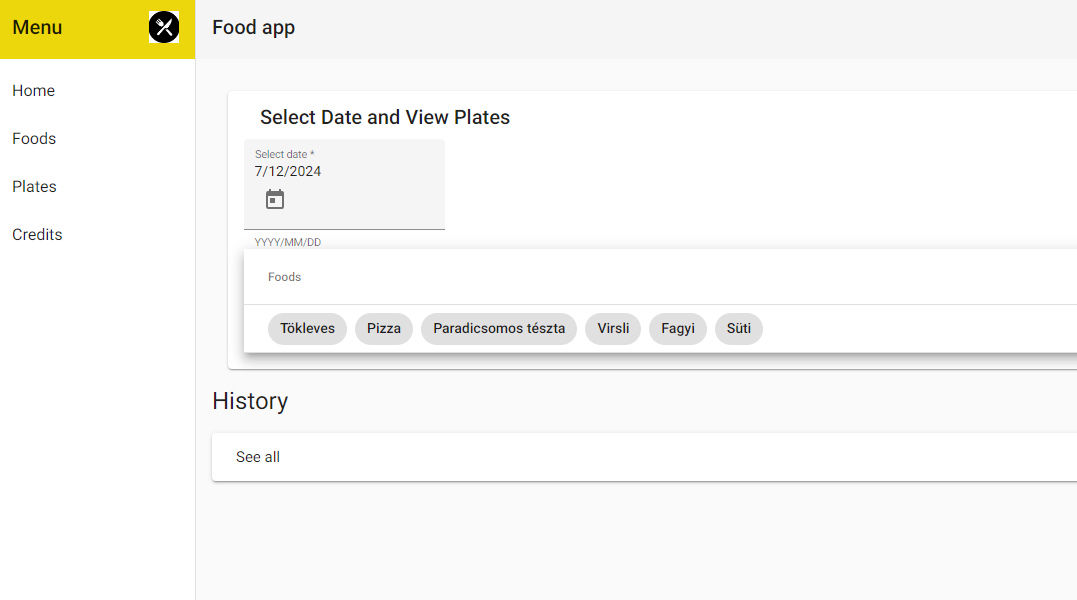 Menu
Food app
Home
Foods
Plates
Credits
Select Date and View Plates
Select date *
7/12/2024
YYYY/MM/DD
Foods
Tökleves Pizza Paradicsomos tészta Virsli Fagyi Süti
History
See all